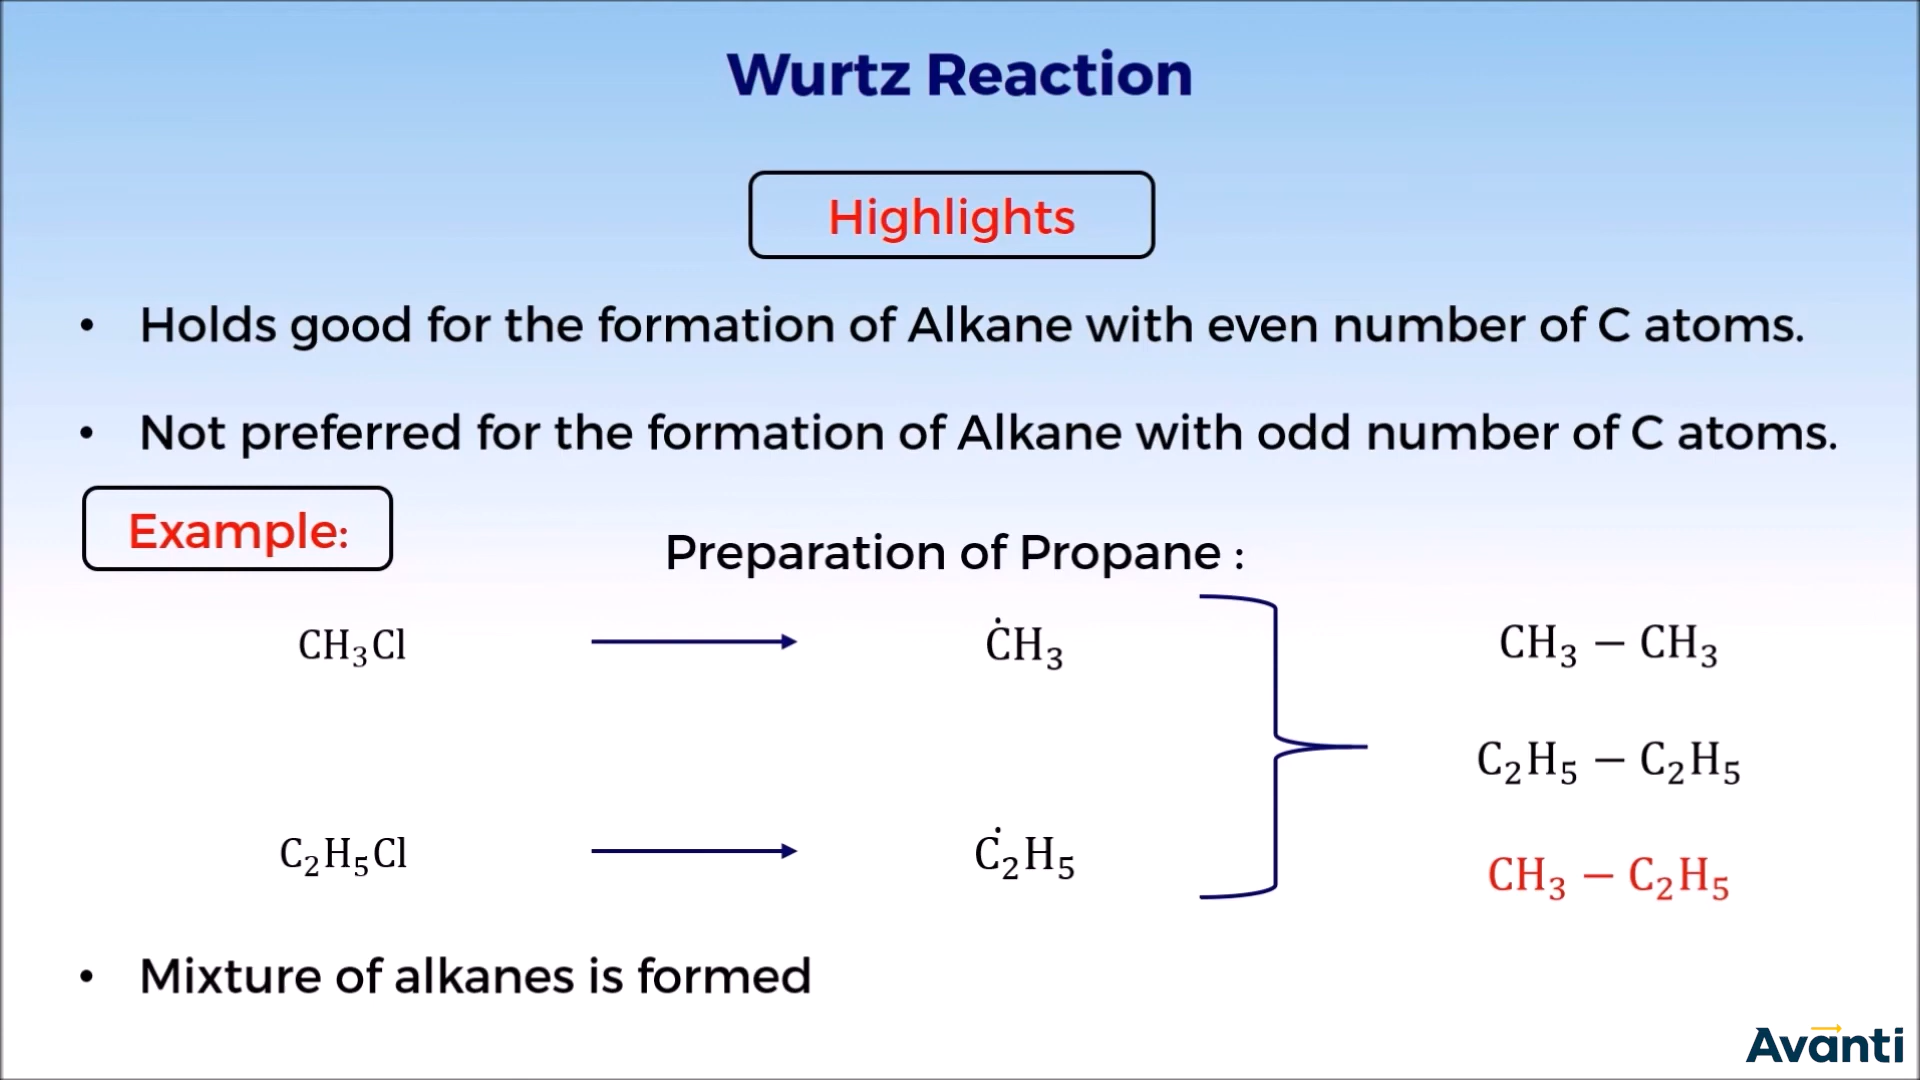 Wurtz Reaction
Highlights
• Holds good for the formation of Alkane with even number of C atoms.
• Not preferred for the formation of Alkane with odd number of C atoms.
Example:
Preparation of Propane :
CH₃Cl ĊH₃ CH₃ − CH₃
C₂H₅ − C₂H₅
C₂H₅Cl Ċ₂H₅ CH₃ − C₂H₅
• Mixture of alkanes is formed
Avanti